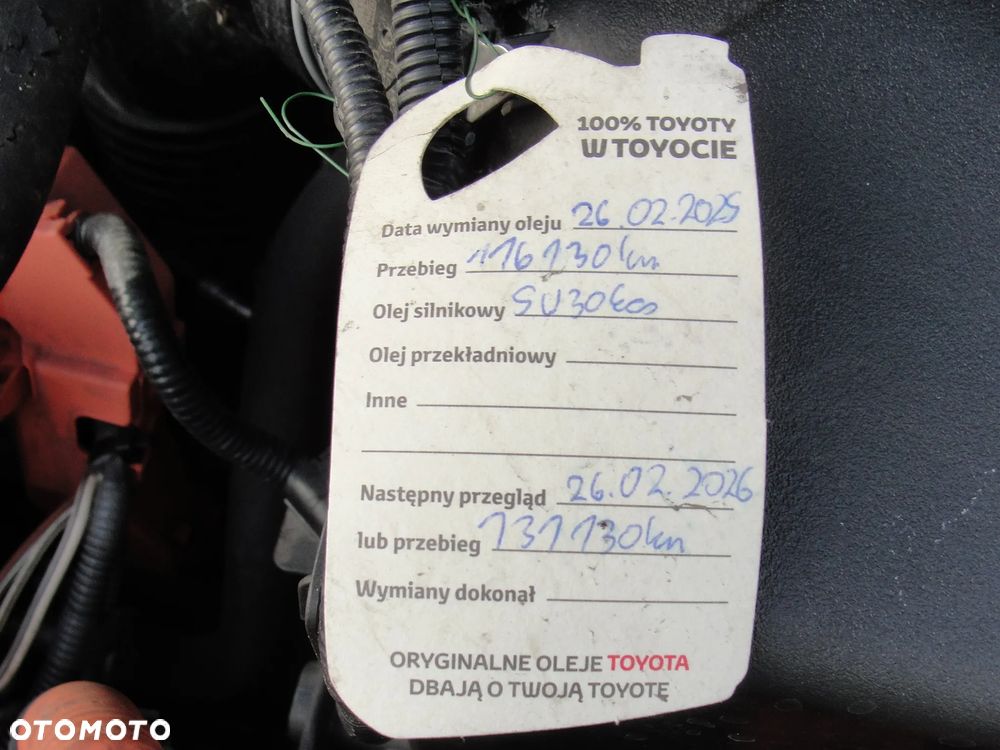 100% TOYOTY
W TOYOCIE
Data wymiany oleju 26.02.2025
Przebieg 116130km
Olej silnikowy 5W30
Olej przekładniowy
Inne
Następny przegląd 26.02.2026
lub przebieg 131130km
Wymiany dokonał
ORYGINALNE OLEJE TOYOTA
DBAJĄ O TWOJĄ TOYOTĘ
OTOMOTO